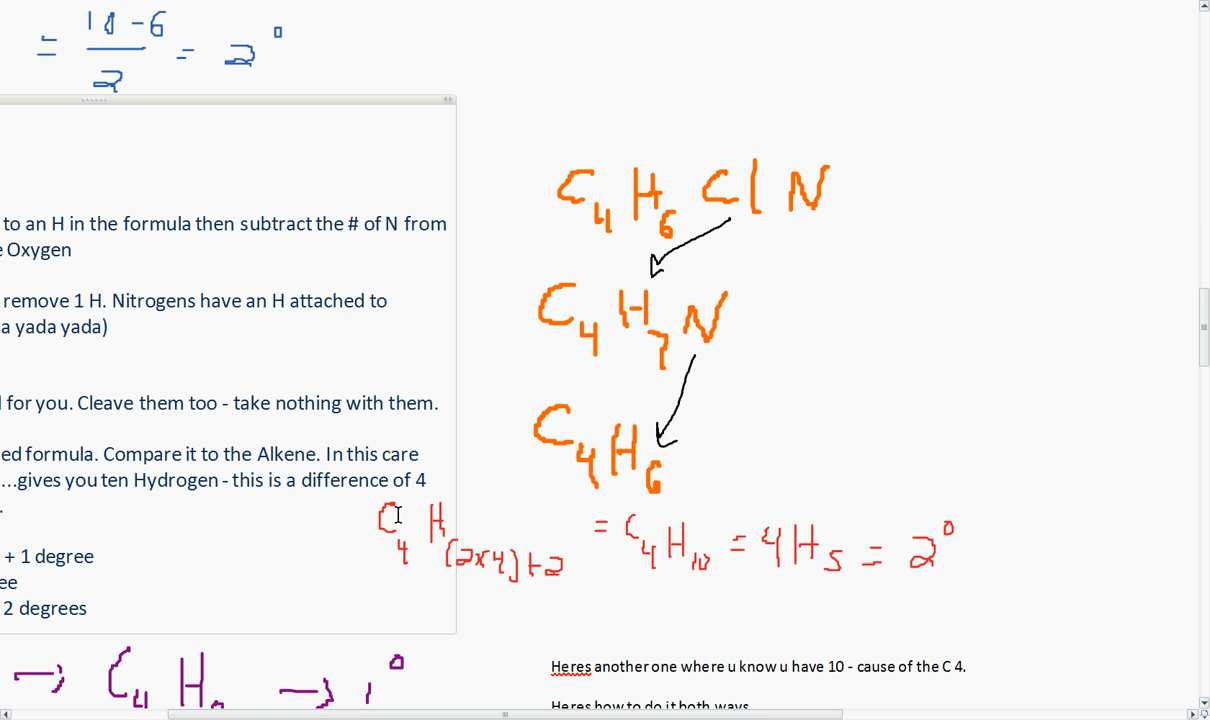 = 10 - 6 / 2 = 2°
to an H in the formula then subtract the # of N from
e Oxygen
remove 1 H. Nitrogens have an H attached to
a yada yada)
l for you. Cleave them too - take nothing with them.
ed formula. Compare it to the Alkene. In this care
...gives you ten Hydrogen - this is a difference of 4
.
+ 1 degree
ee
2 degrees
C4 H6 Cl N
C4 H7 N
C4 H6
C4 H(2x4)+2 = C4 H10 = 4 H s = 2°
→ C4 H → 1°
Heres another one where u know u have 10 - cause of the C 4.
Heres how to do it both ways